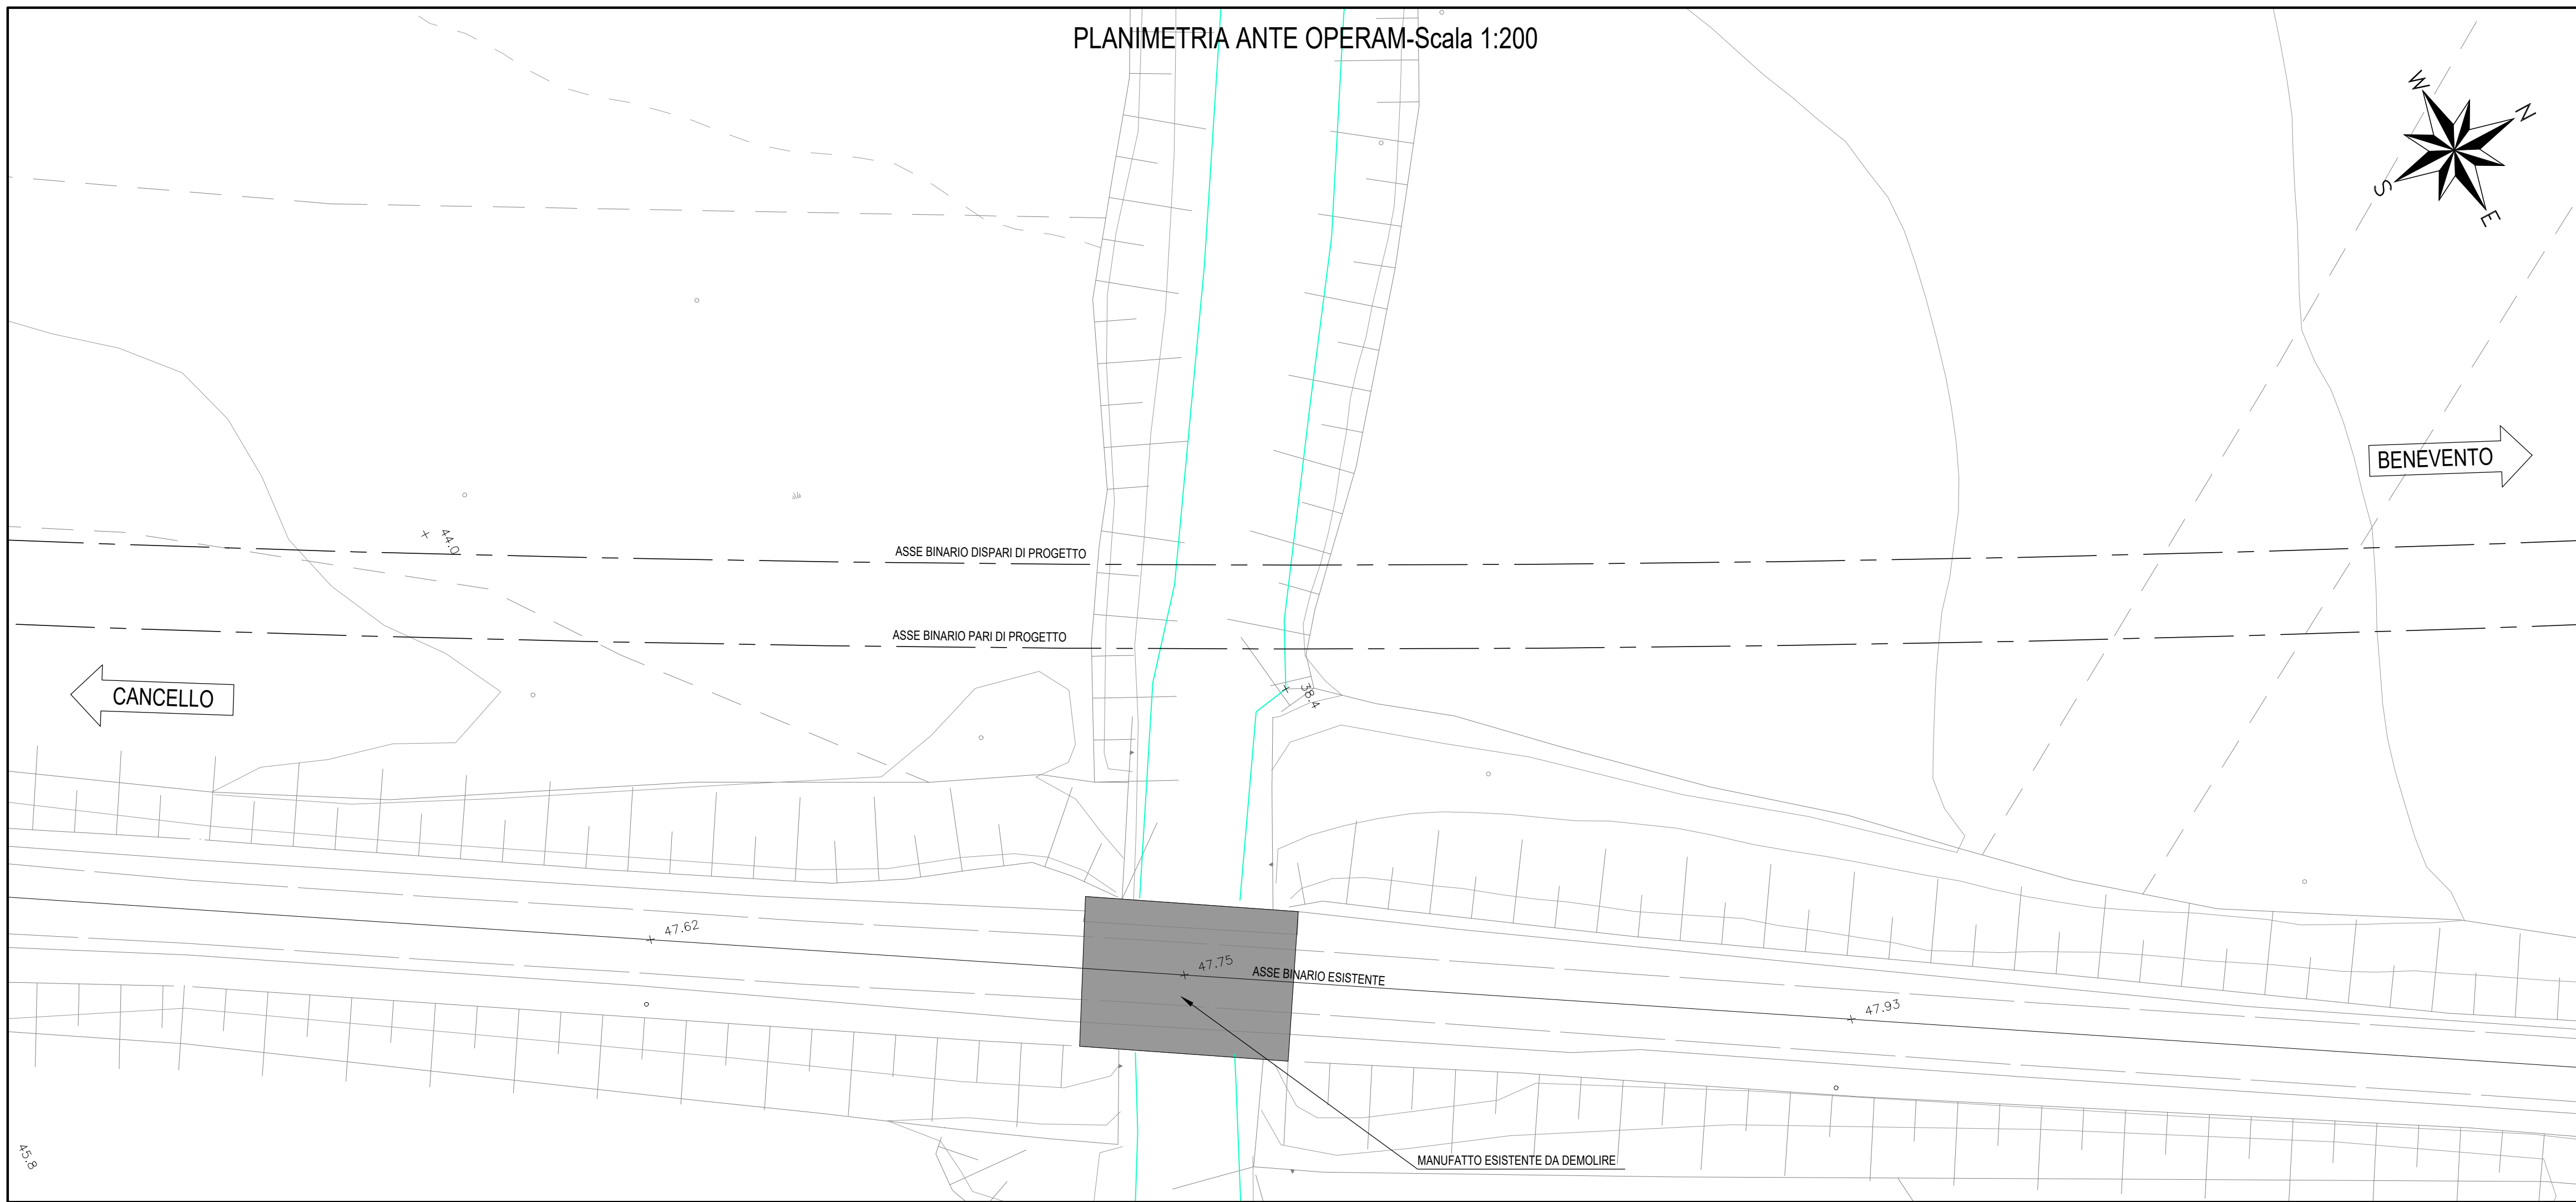 PLANIMETRIA ANTE OPERAM-Scala 1:200
W
N
S
E
BENEVENTO
44.0
ASSE BINARIO DISPARI DI PROGETTO
ASSE BINARIO PARI DI PROGETTO
CANCELLO
38.4
47.62
47.75
ASSE BINARIO ESISTENTE
47.93
45.8
MANUFATTO ESISTENTE DA DEMOLIRE